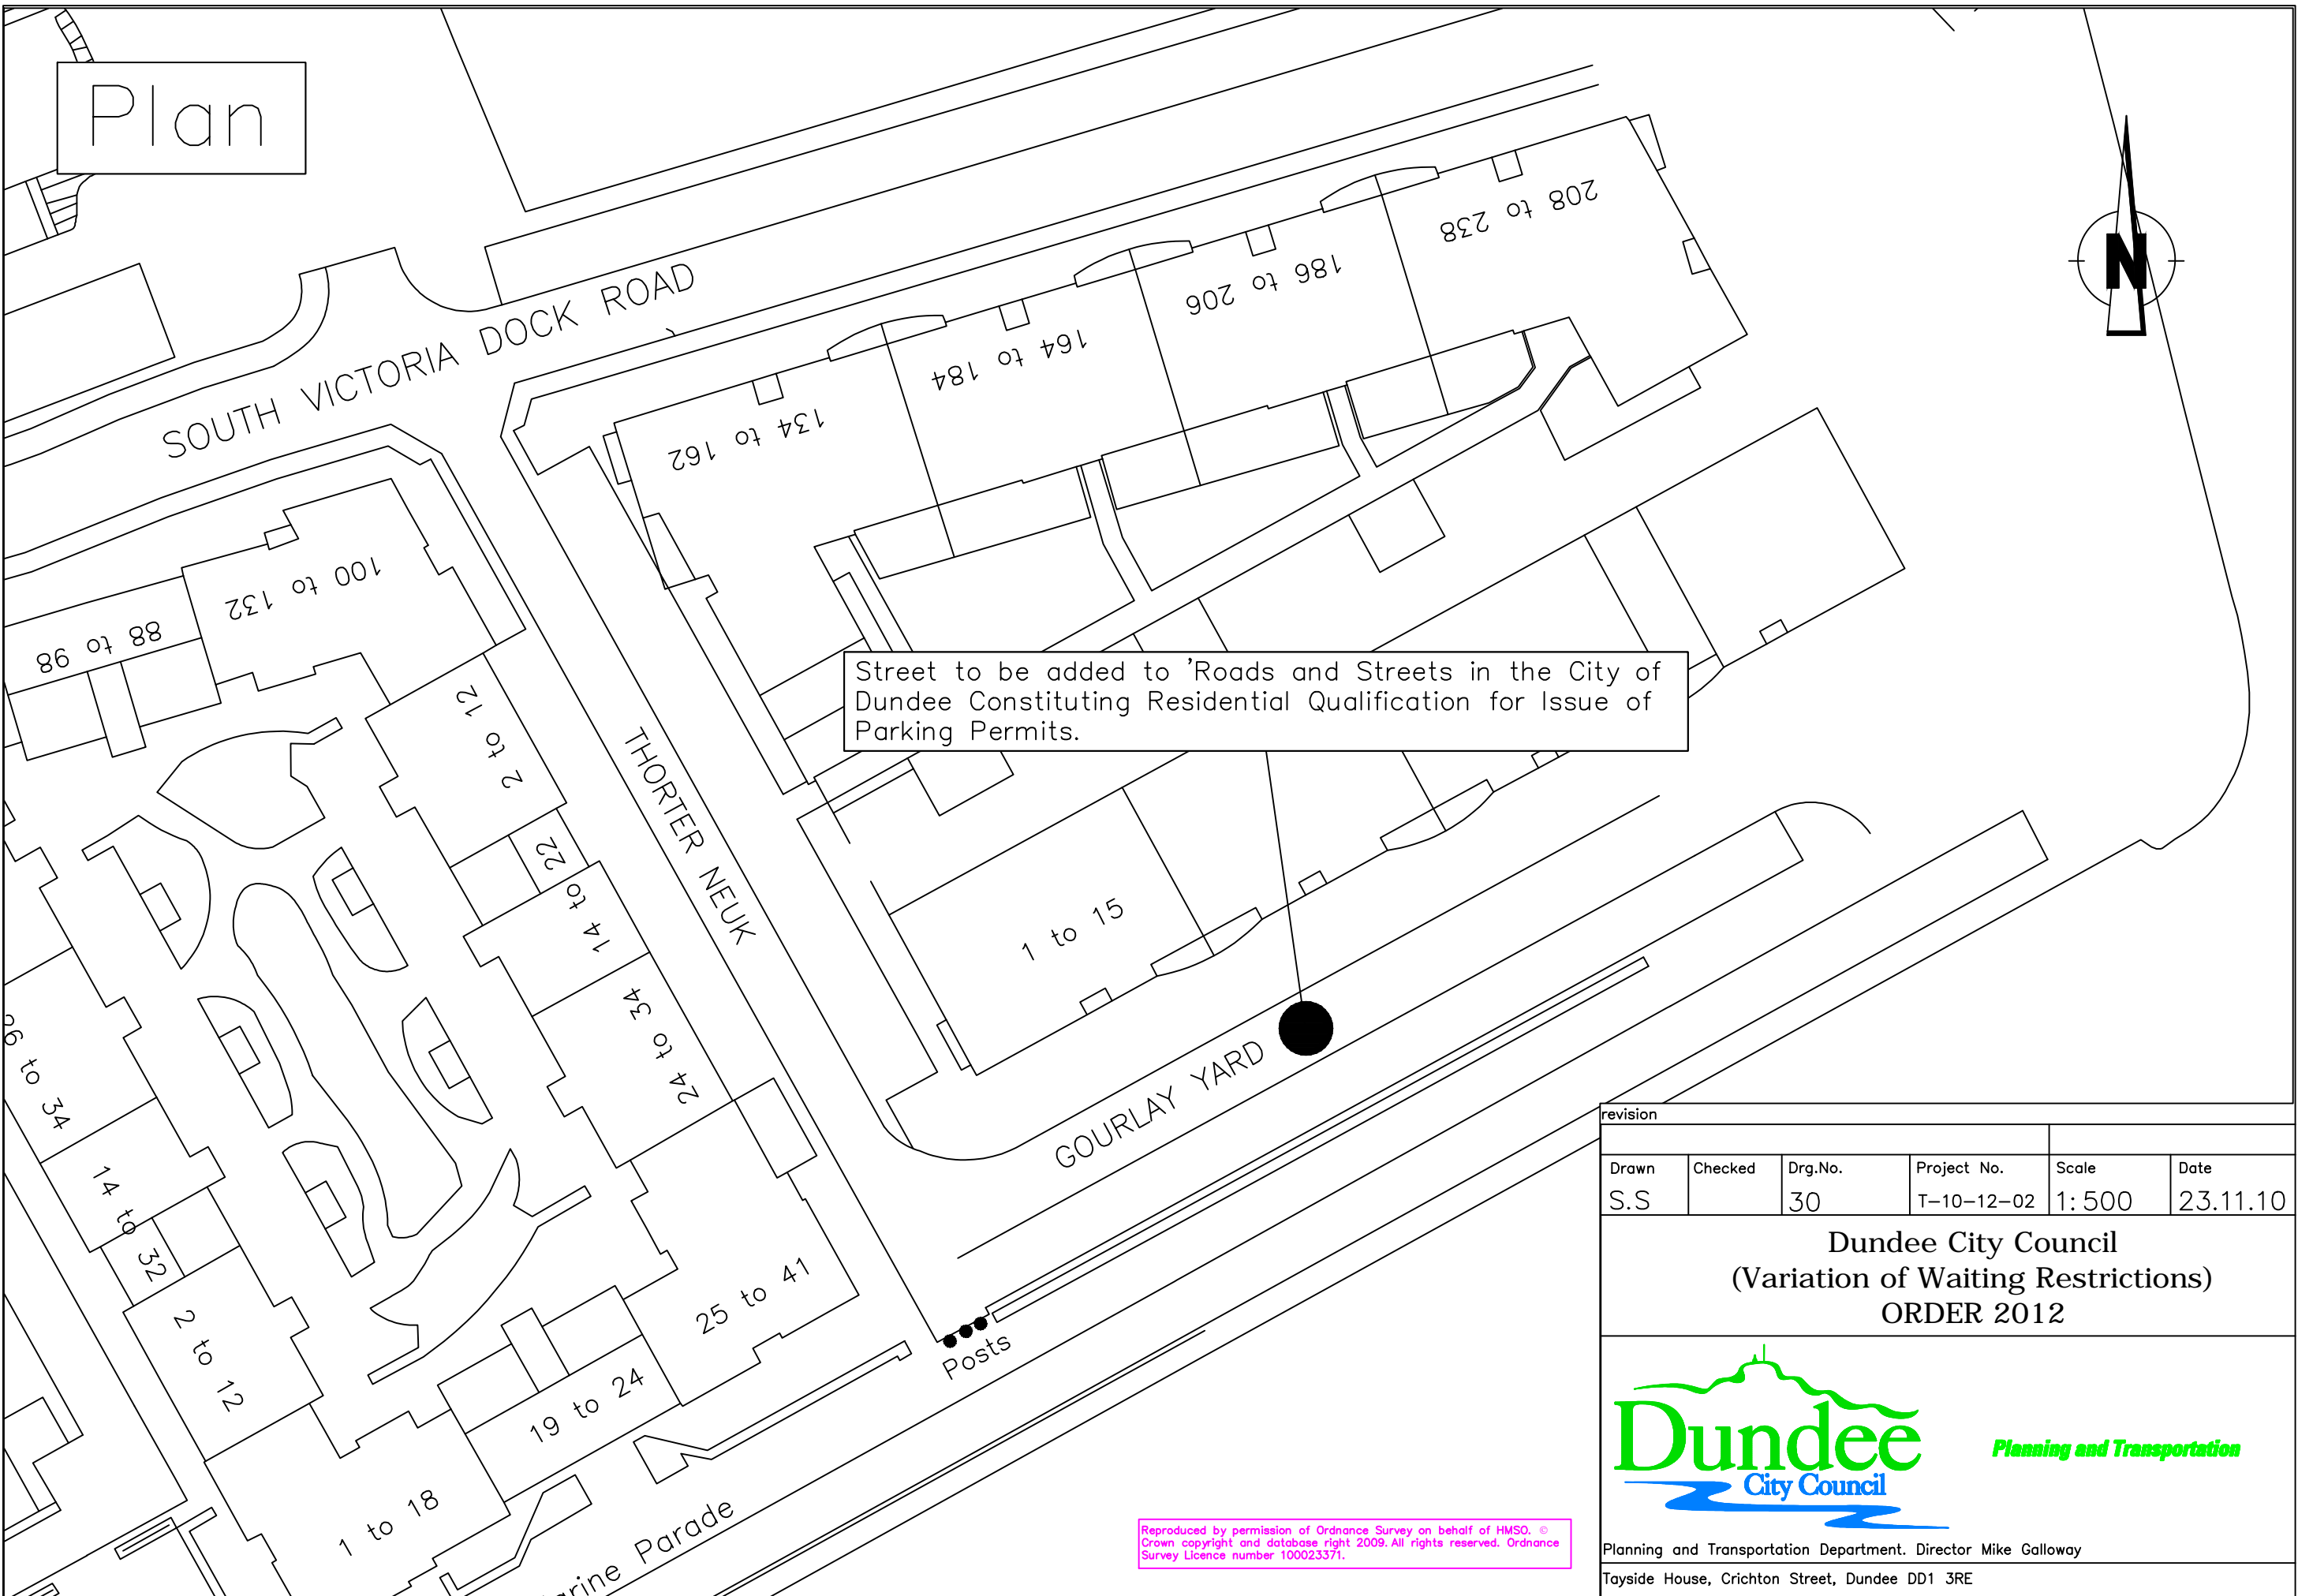 Plan
SOUTH VICTORIA DOCK ROAD
208 to 238
186 to 206
164 to 184
134 to 162
100 to 132
88 to 98
Street to be added to 'Roads and Streets in the City of
Dundee Constituting Residential Qualification for Issue of
Parking Permits.
THORTER NEUK
2 to 12
14 to 22
24 to 34
1 to 15
GOURLAY YARD
to 34
14 to 32
2 to 12
25 to 41
19 to 24
1 to 18
Posts
Parade
N
revision
Drawn Checked Drg.No. Project No. Scale Date
S.S 30 T-10-12-02 1:500 23.11.10
Dundee City Council
(Variation of Waiting Restrictions)
ORDER 2012
Dundee
City Council
Planning and Transportation
Planning and Transportation Department. Director Mike Galloway
Tayside House, Crichton Street, Dundee DD1 3RE
Reproduced by permission of Ordnance Survey on behalf of HMSO. ©
Crown copyright and database right 2009. All rights reserved. Ordnance
Survey Licence number 100023371.